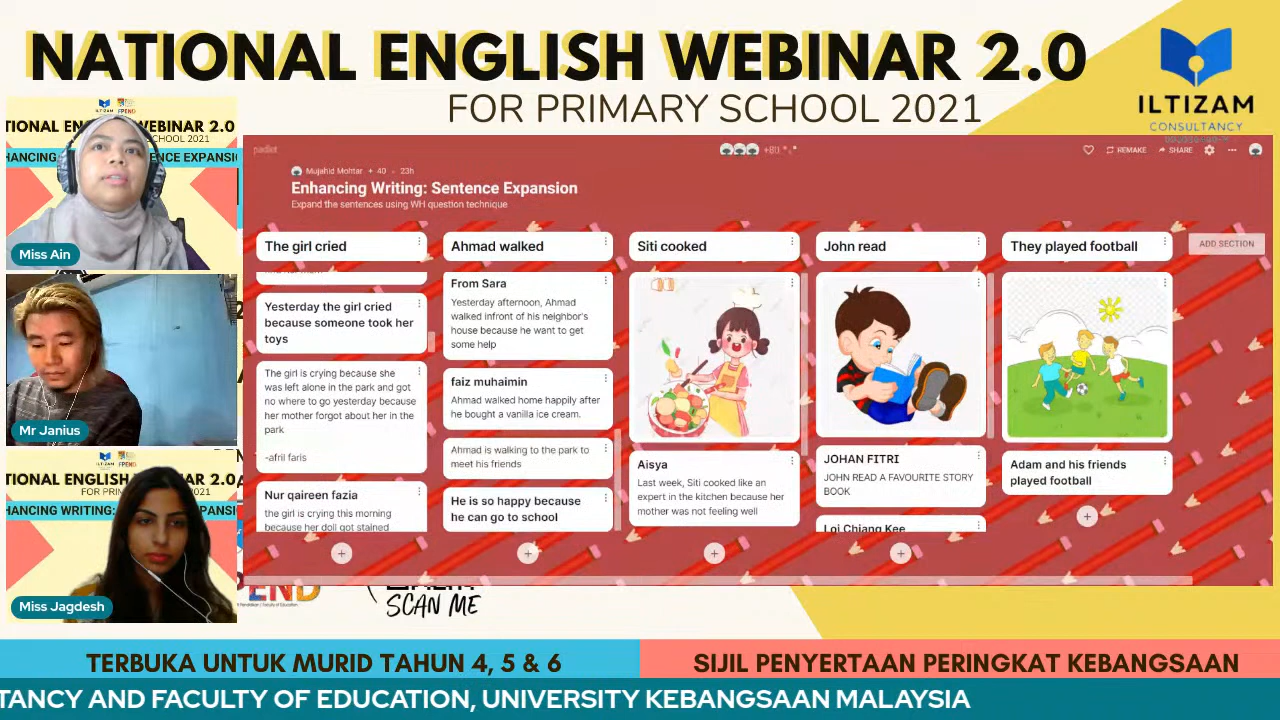 NATIONAL ENGLISH WEBINAR 2.0
FOR PRIMARY SCHOOL 2021
ILTIZAM
CONSULTANCY
TIONAL EN
WEBINAR 2.0
SCHOOL 2021
HANCING
ENCE EXPANSI
Miss Ain
Mr Janius
TIONAL ENGLISH
2.0
FOR PRIM
HANCING WRITING:
Miss Jagdesh
padlet
+80
REMAKE
SHARE
Mujahid Mohtar + 40 · 23h
Enhancing Writing: Sentence Expansion
Expand the sentences using WH question technique
The girl cried
Yesterday the girl cried
because someone took her
toys
The girl is crying because she
was left alone in the park and got
no where to go yesterday because
her mother forgot about her in the
park
-afril faris
Nur qaireen fazia
the girl is crying this morning
because her doll got stained
Ahmad walked
From Sara
Yesterday afternoon, Ahmad
walked infront of his neighbor's
house because he want to get
some help
faiz muhaimin
Ahmad walked home happily after
he bought a vanilla ice cream.
Ahmad is walking to the park to
meet his friends
He is so happy because
he can go to school
Siti cooked
Aisya
Last week, Siti cooked like an
expert in the kitchen because her
mother was not feeling well
John read
JOHAN FITRI
JOHN READ A FAVOURITE STORY
BOOK
Loi Chiang Kee
They played football
Adam and his friends
played football
ADD SECTION
SCAN ME
TERBUKA UNTUK MURID TAHUN 4, 5 & 6
SIJIL PENYERTAAN PERINGKAT KEBANGSAAN
TANCY AND FACULTY OF EDUCATION, UNIVERSITY KEBANGSAAN MALAYSIA